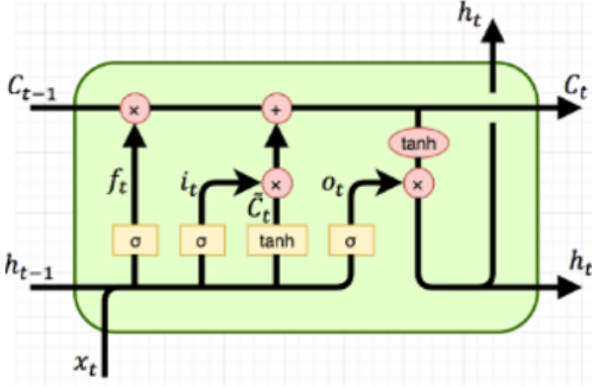 h_t
C_{t-1} × + C_t
tanh
f_t i_t × o_t ×
C̃_t
σ σ tanh σ
h_{t-1} h_t
x_t